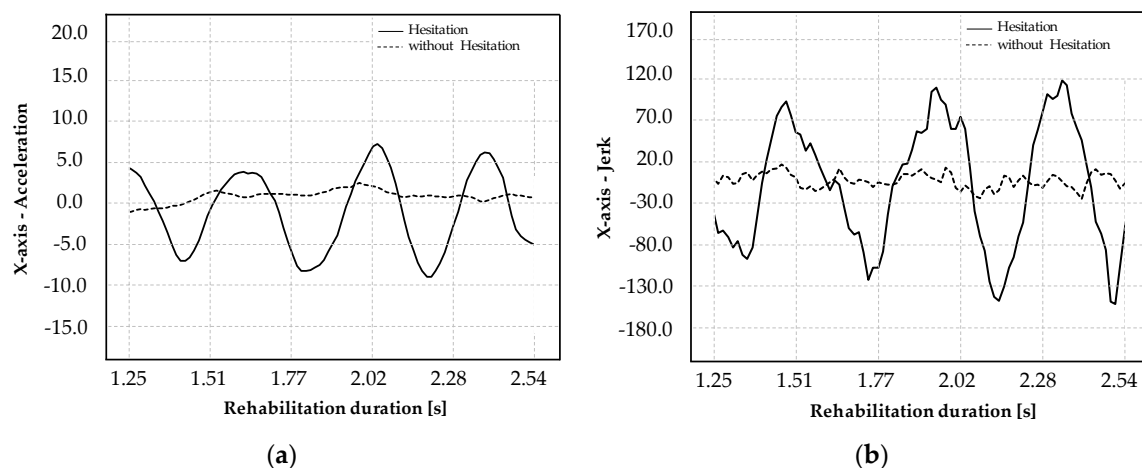 Hesitation
without Hesitation
20.0
15.0
10.0
5.0
0.0
-5.0
-10.0
-15.0
X-axis - Acceleration
1.25 1.51 1.77 2.02 2.28 2.54
Rehabilitation duration [s]
(a)
Hesitation
without Hesitation
170.0
120.0
70.0
20.0
-30.0
-80.0
-130.0
-180.0
X-axis - Jerk
1.25 1.51 1.77 2.02 2.28 2.54
Rehabilitation duration [s]
(b)